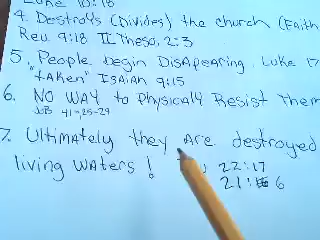 Luke 10:18
4. Destroys (Divides) the church (Faith
Rev 9:18 II Theso, 2:3
5. People begin Disapearing, Luke 17
"taken" Isaiah 9:15
6. NO WAY to Physicaly Resist Them
JOB 41-25-29
7. Ultimately they are destroyed
living waters! 22:17
21:6